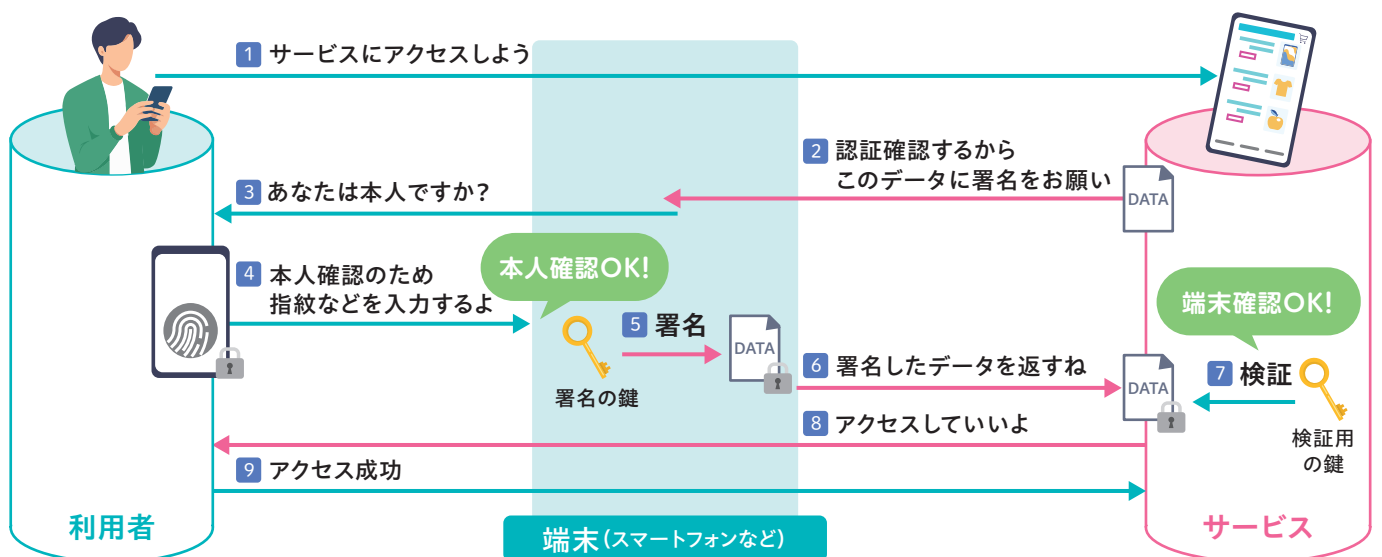 1 サービスにアクセスしよう
2 認証確認するから
このデータに署名をお願い
DATA
3 あなたは本人ですか？
4 本人確認のため
指紋などを入力するよ
本人確認OK!
署名の鍵
5 署名
DATA
6 署名したデータを返すね
DATA
端末確認OK!
7 検証
検証用
の鍵
8 アクセスしていいよ
9 アクセス成功
利用者
端末（スマートフォンなど）
サービス